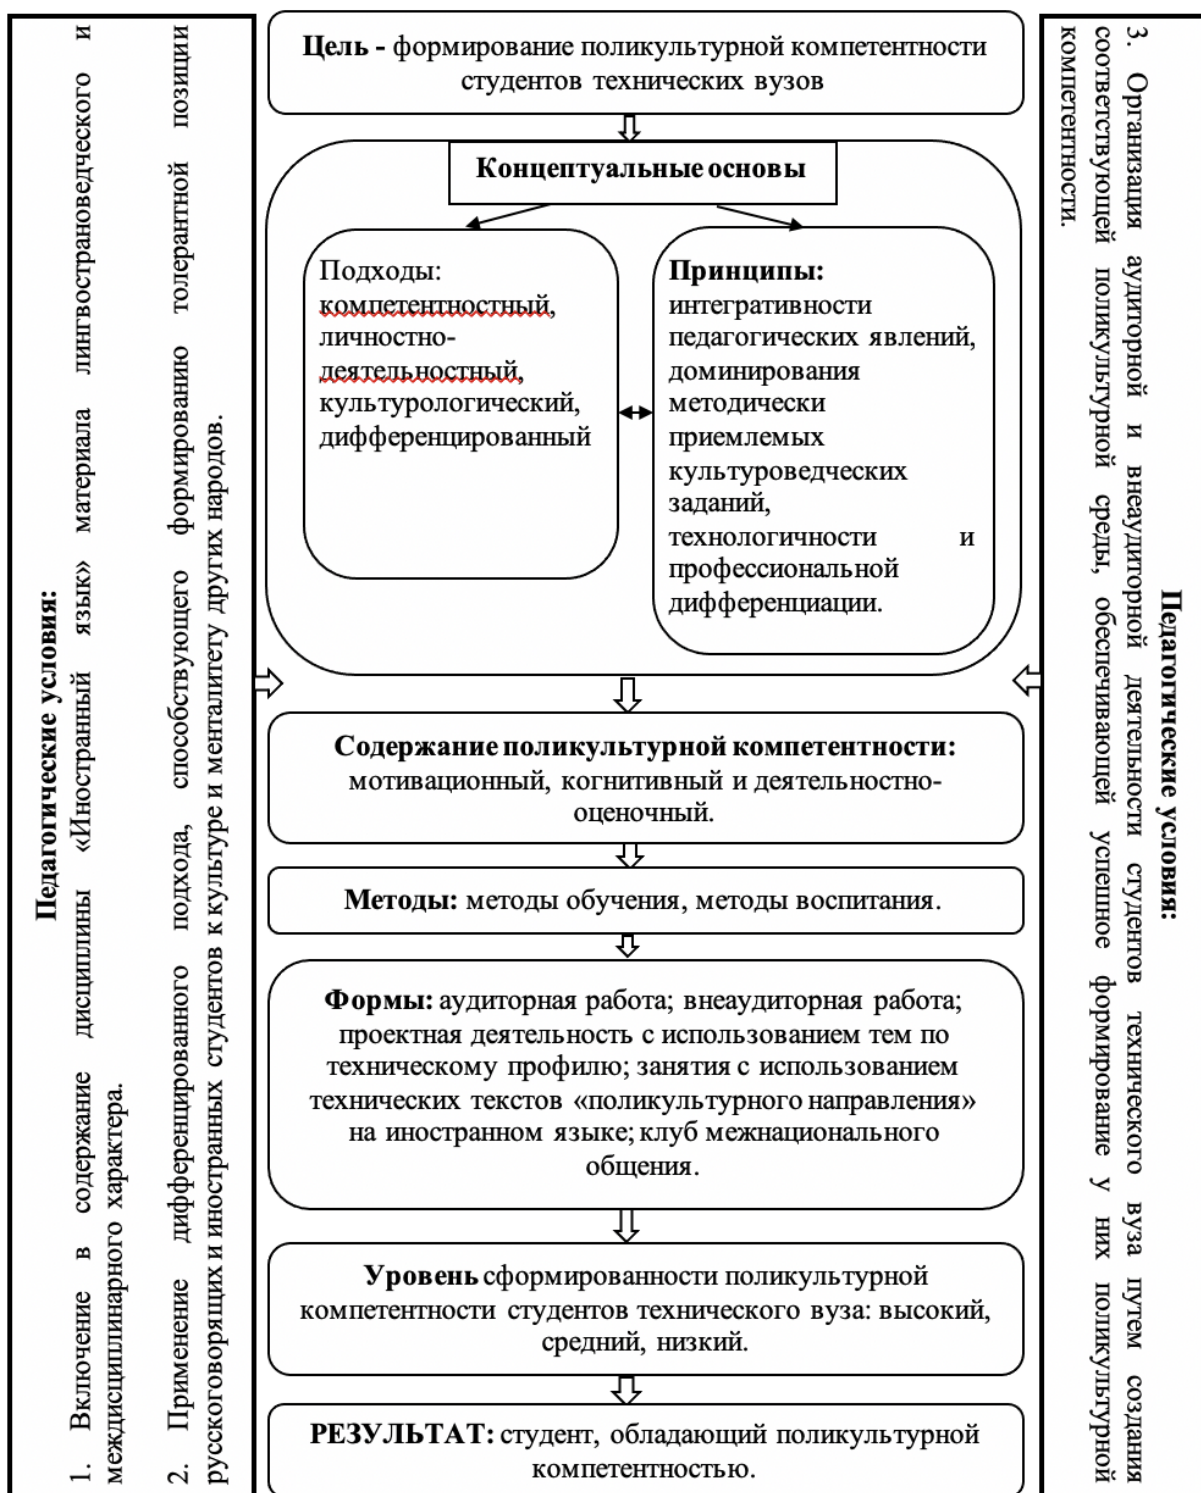 Педагогические условия:
1. Включение в содержание дисциплины «Иностранный язык» материала лингвострановедческого и
междисциплинарного характера.
2. Применение дифференцированного подхода, способствующего формированию толерантной позиции
русскоговорящих и иностранных студентов к культуре и менталитету других народов.
Цель - формирование поликультурной компетентности
студентов технических вузов
Концептуальные основы
Подходы:
компетентностный,
личностно-
деятельностный,
культурологический,
дифференцированный
Принципы:
интегративности
педагогических явлений,
доминирования
методически
приемлемых
культуроведческих
заданий,
технологичности и
профессиональной
дифференциации.
Содержание поликультурной компетентности:
мотивационный, когнитивный и деятельностно-
оценочный.
Методы: методы обучения, методы воспитания.
Формы: аудиторная работа; внеаудиторная работа;
проектная деятельность с использованием тем по
техническому профилю; занятия с использованием
технических текстов «поликультурного направления»
на иностранном языке; клуб межнационального
общения.
Уровень сформированности поликультурной
компетентности студентов технического вуза: высокий,
средний, низкий.
РЕЗУЛЬТАТ: студент, обладающий поликультурной
компетентностью.
Педагогические условия:
3. Организация аудиторной и внеаудиторной деятельности студентов технического вуза путем создания
соответствующей поликультурной среды, обеспечивающей успешное формирование у них поликультурной
компетентности.